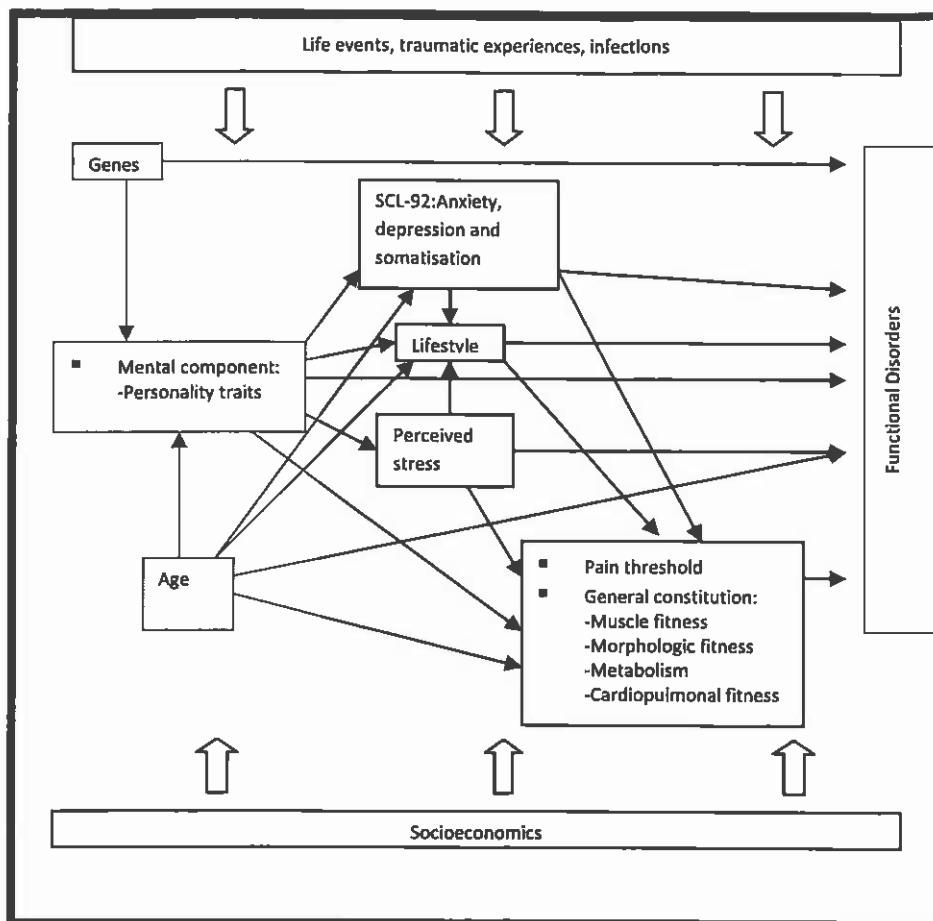 Life events, traumatic experiences, infections
Genes
SCL-92:Anxiety,
depression and
somatisation
Lifestyle
▪ Mental component:
-Personality traits
Perceived
stress
Functional Disorders
Age
▪ Pain threshold
▪ General constitution:
-Muscle fitness
-Morphologic fitness
-Metabolism
-Cardiopulmonal fitness
Socioeconomics